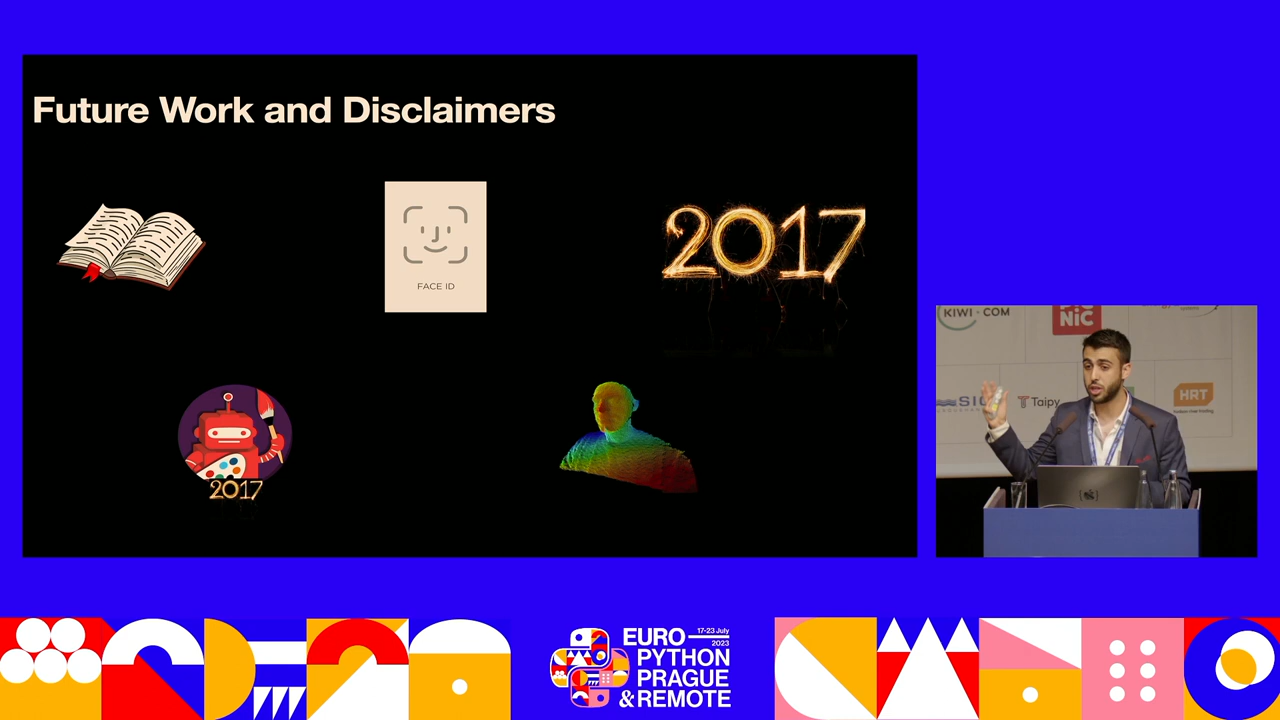 Future Work and Disclaimers
FACE ID
2017
2017
KIWI.COM
NiC
Taipy
HRT
EURO
17-23 July
2023
PYTHON
PRAGUE
&REMOTE